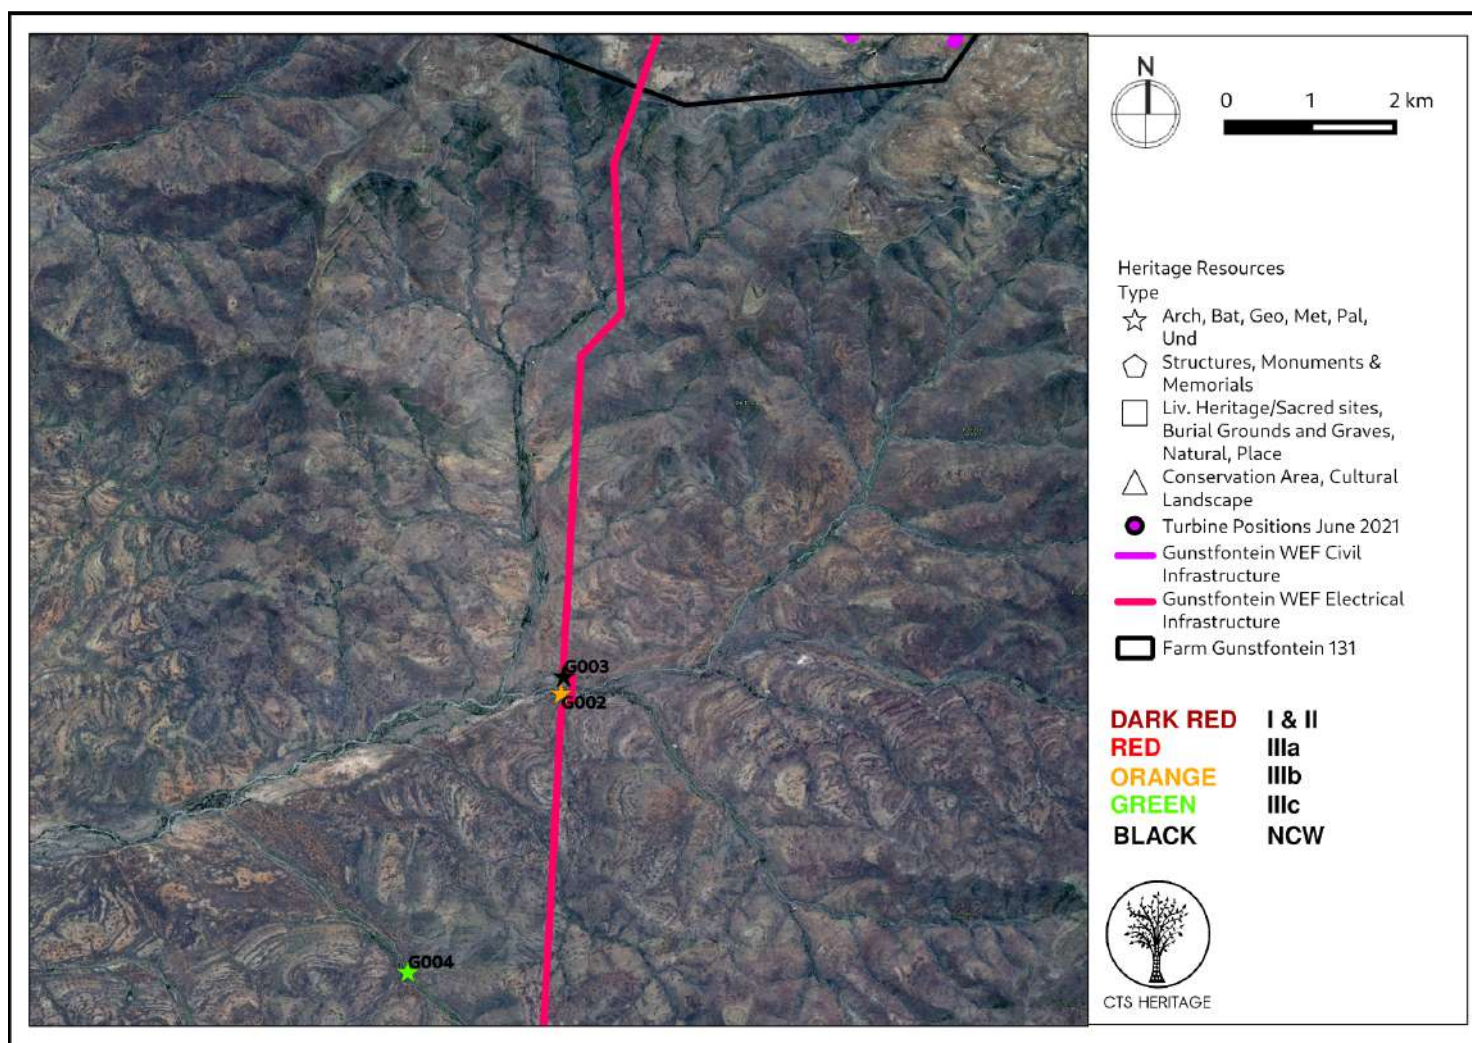 G003
G002
G004
N
0 1 2 km
Heritage Resources
Type
Arch, Bat, Geo, Met, Pal,
Und
Structures, Monuments &
Memorials
Liv. Heritage/Sacred sites,
Burial Grounds and Graves,
Natural, Place
Conservation Area, Cultural
Landscape
Turbine Positions June 2021
Gunstfontein WEF Civil
Infrastructure
Gunstfontein WEF Electrical
Infrastructure
Farm Gunstfontein 131
DARK RED I & II
RED IIIa
ORANGE IIIb
GREEN IIIc
BLACK NCW
CTS HERITAGE